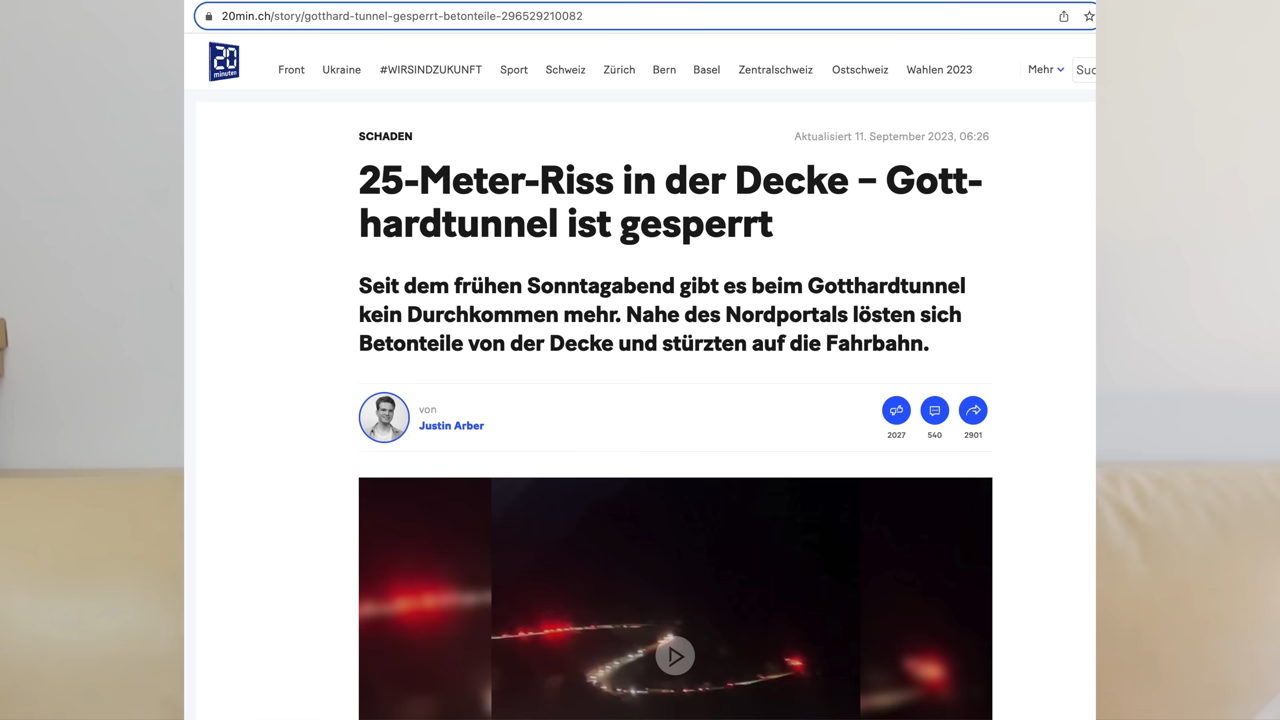 20min.ch/story/gotthard-tunnel-gesperrt-betonteile-296529210082
20 minuten
Front Ukraine #WIRSINDZUKUNFT Sport Schweiz Zürich Bern Basel Zentralschweiz Ostschweiz Wahlen 2023 Mehr Suc
SCHADEN
Aktualisiert 11. September 2023, 06:26
25-Meter-Riss in der Decke – Gott-
hardtunnel ist gesperrt
Seit dem frühen Sonntagabend gibt es beim Gotthardtunnel
kein Durchkommen mehr. Nahe des Nordportals lösten sich
Betonteile von der Decke und stürzten auf die Fahrbahn.
von
Justin Arber
2027 540 2901